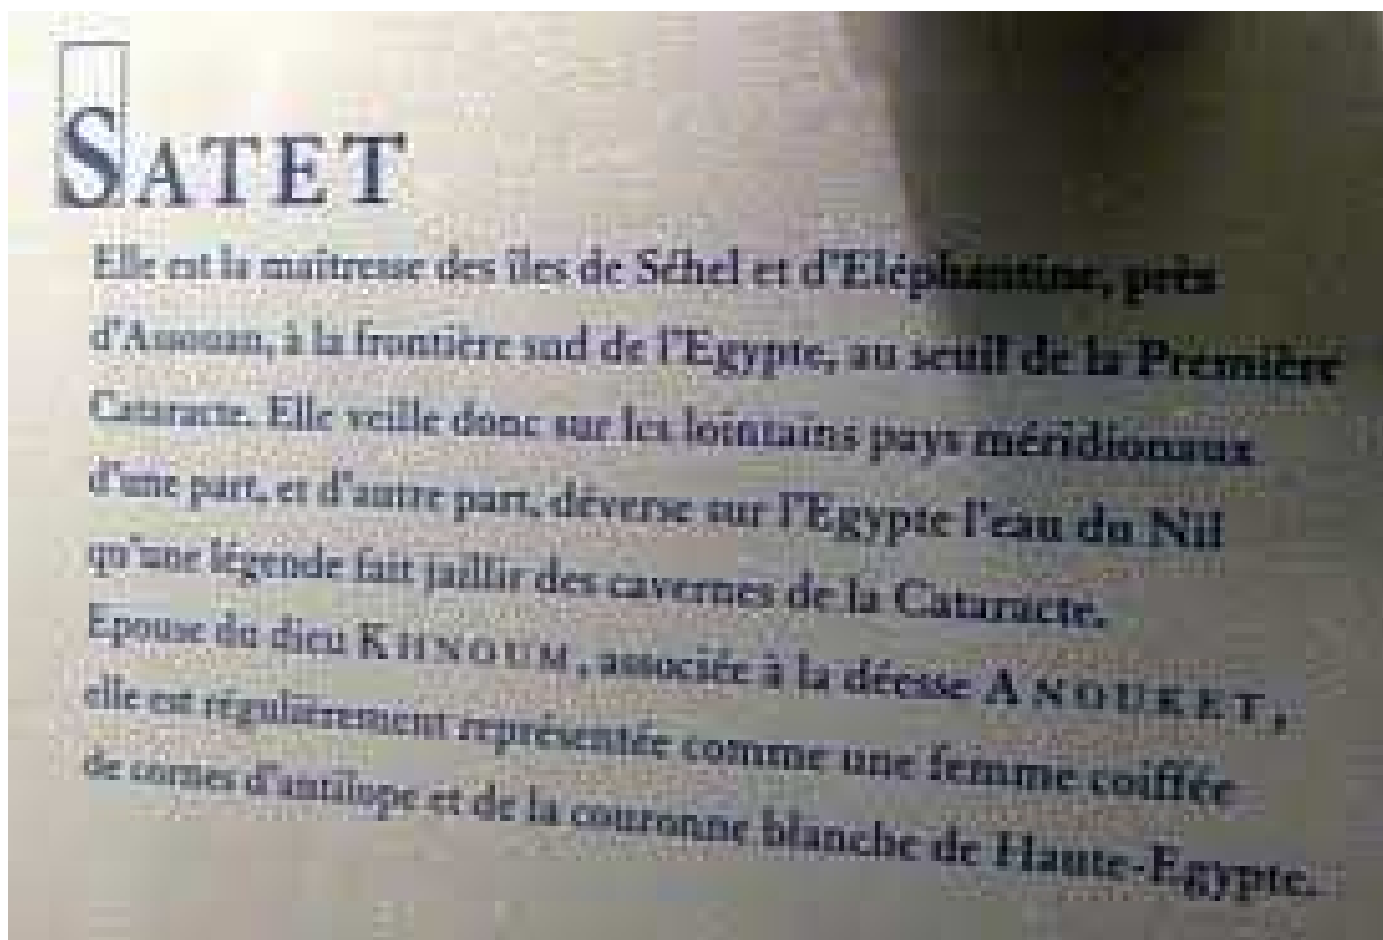 SATET
Elle est la maîtresse des îles de Séhel et d'Eléphantine, près
d'Assouan, à la frontière sud de l'Egypte, au seuil de la Première
Cataracte. Elle veille donc sur les lointains pays méridionaux
d'une part, et d'autre part, déverse sur l'Egypte l'eau du Nil
qu'une légende fait jaillir des cavernes de la Cataracte.
Epouse du dieu KHNOUM, associée à la déesse ANOUKET,
elle est régulièrement représentée comme une femme coiffée
de cornes d'antilope et de la couronne blanche de Haute-Egypte.